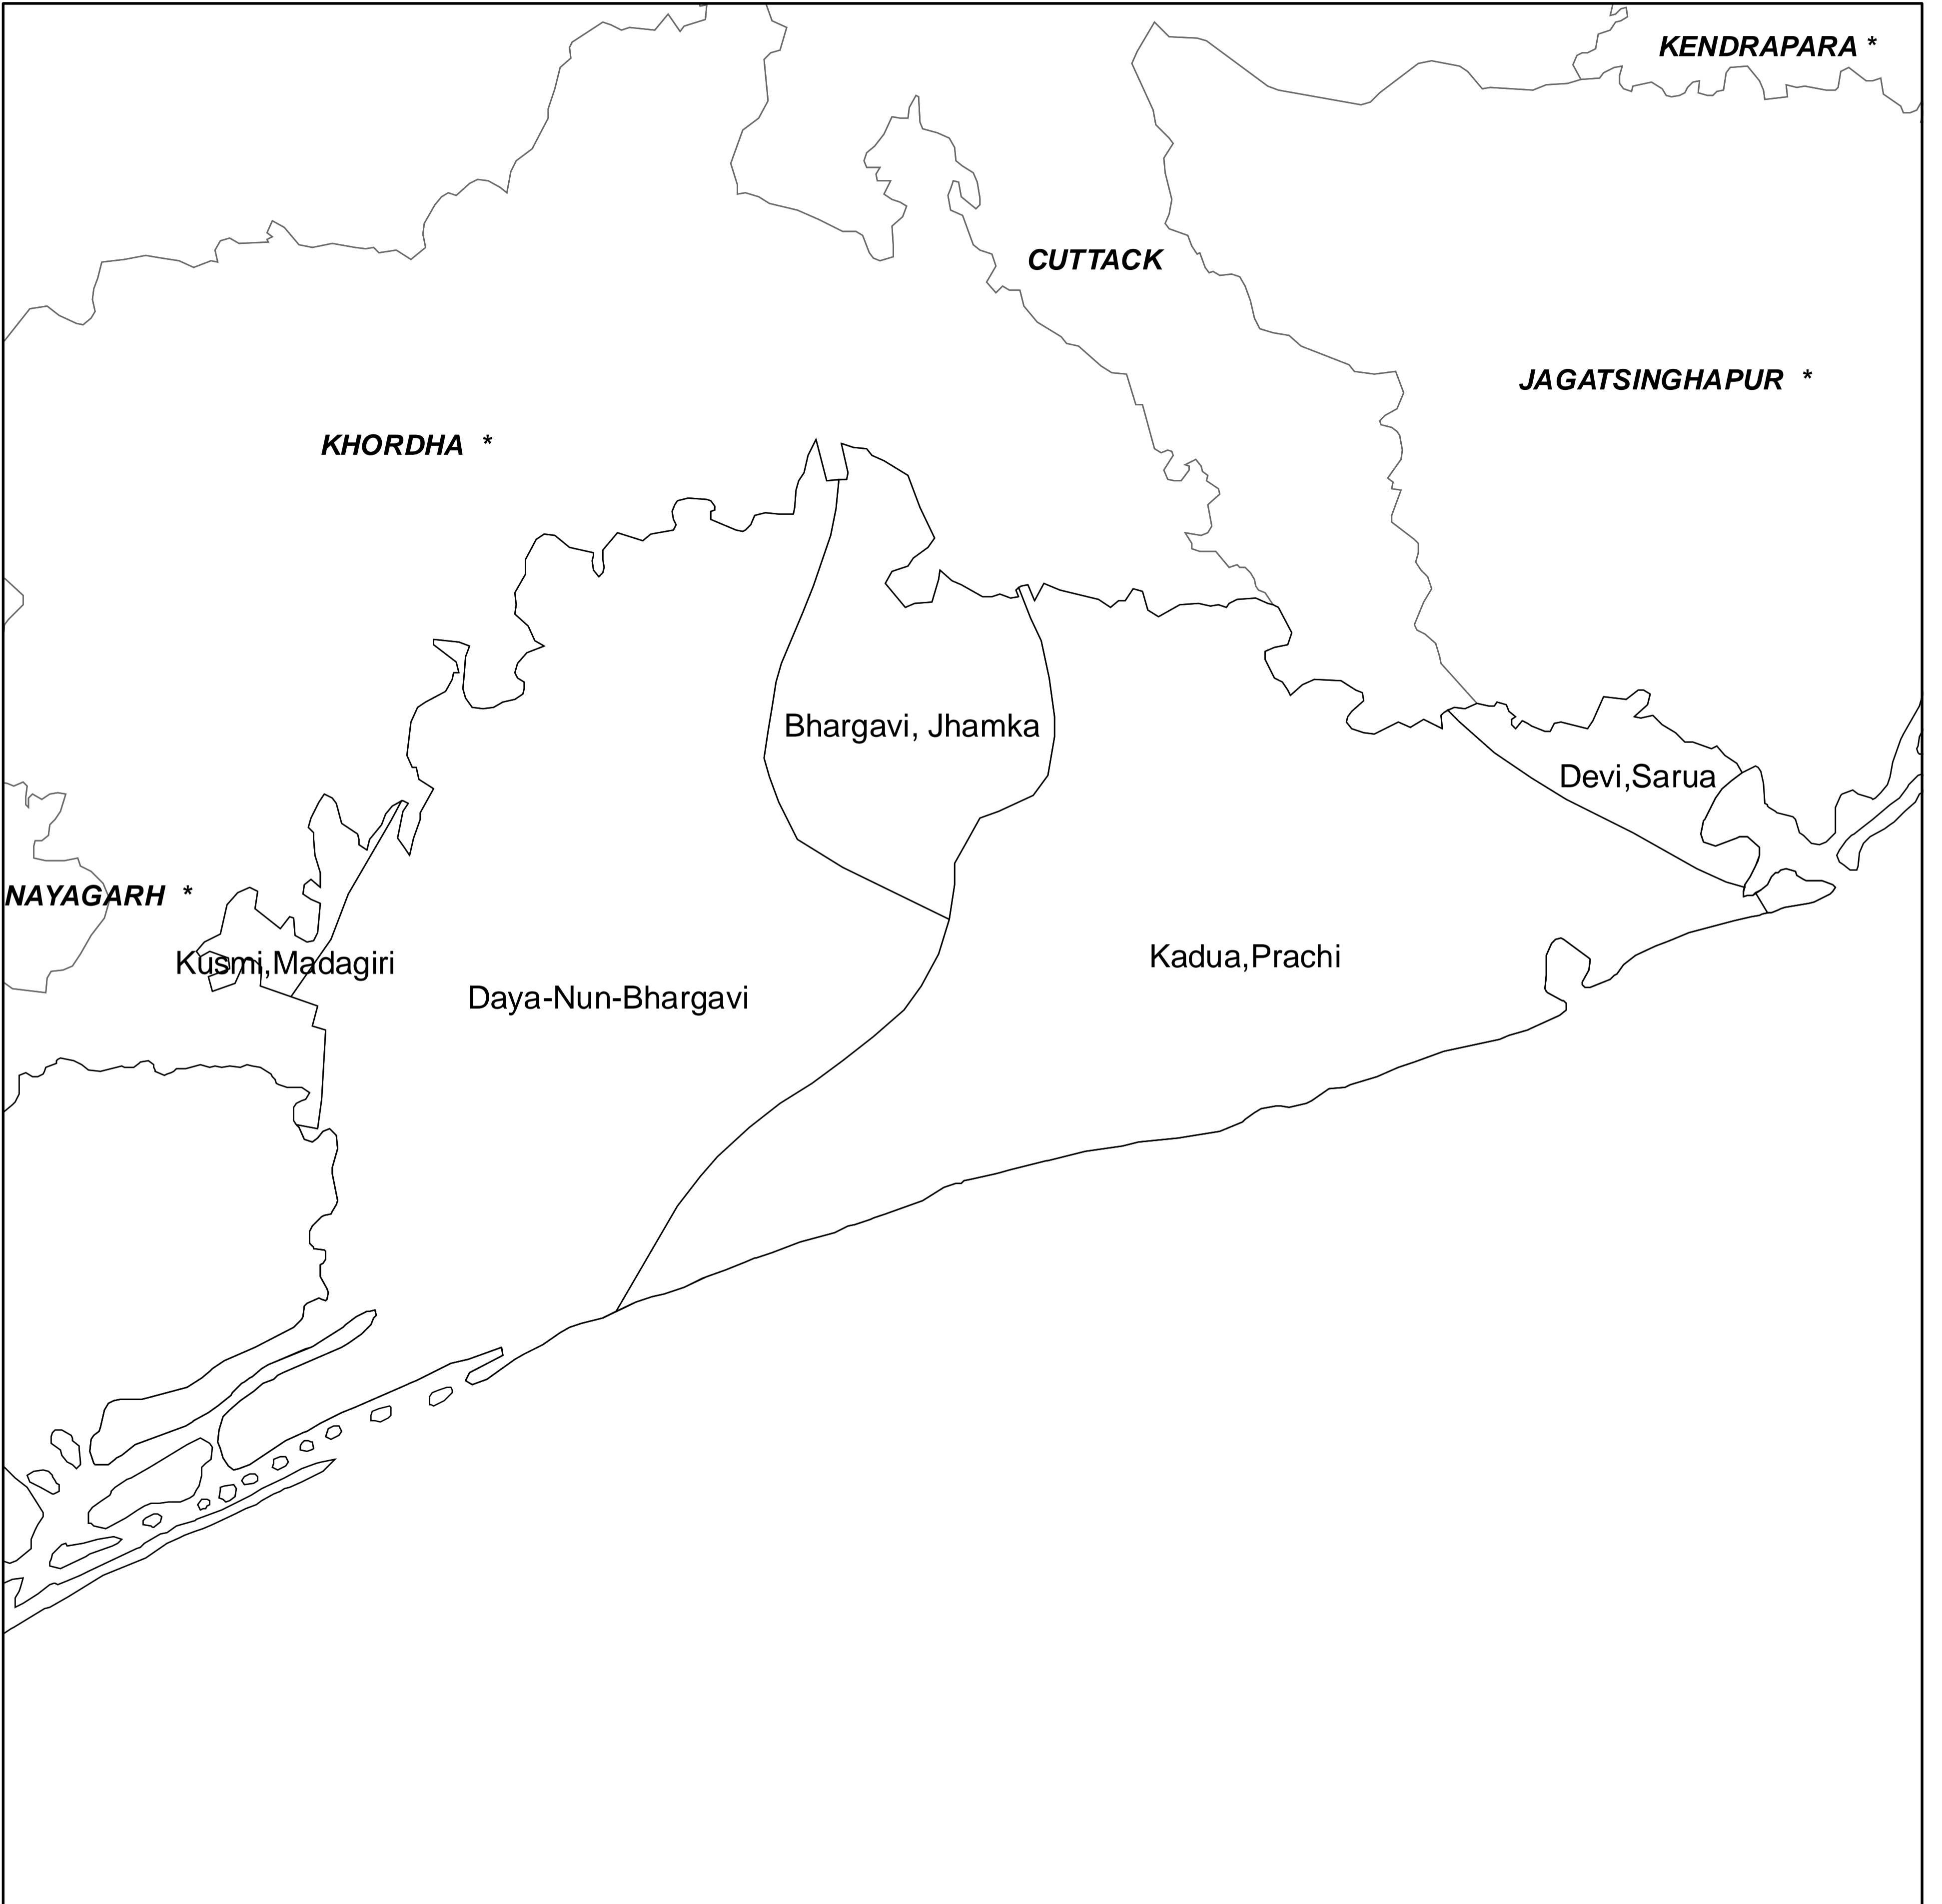 KENDRAPARA *
CUTTACK
JAGATSINGHAPUR *
KHORDHA *
Bhargavi, Jhamka
Devi,Sarua
NAYAGARH *
Kusmi,Madagiri
Kadua,Prachi
Daya-Nun-Bhargavi